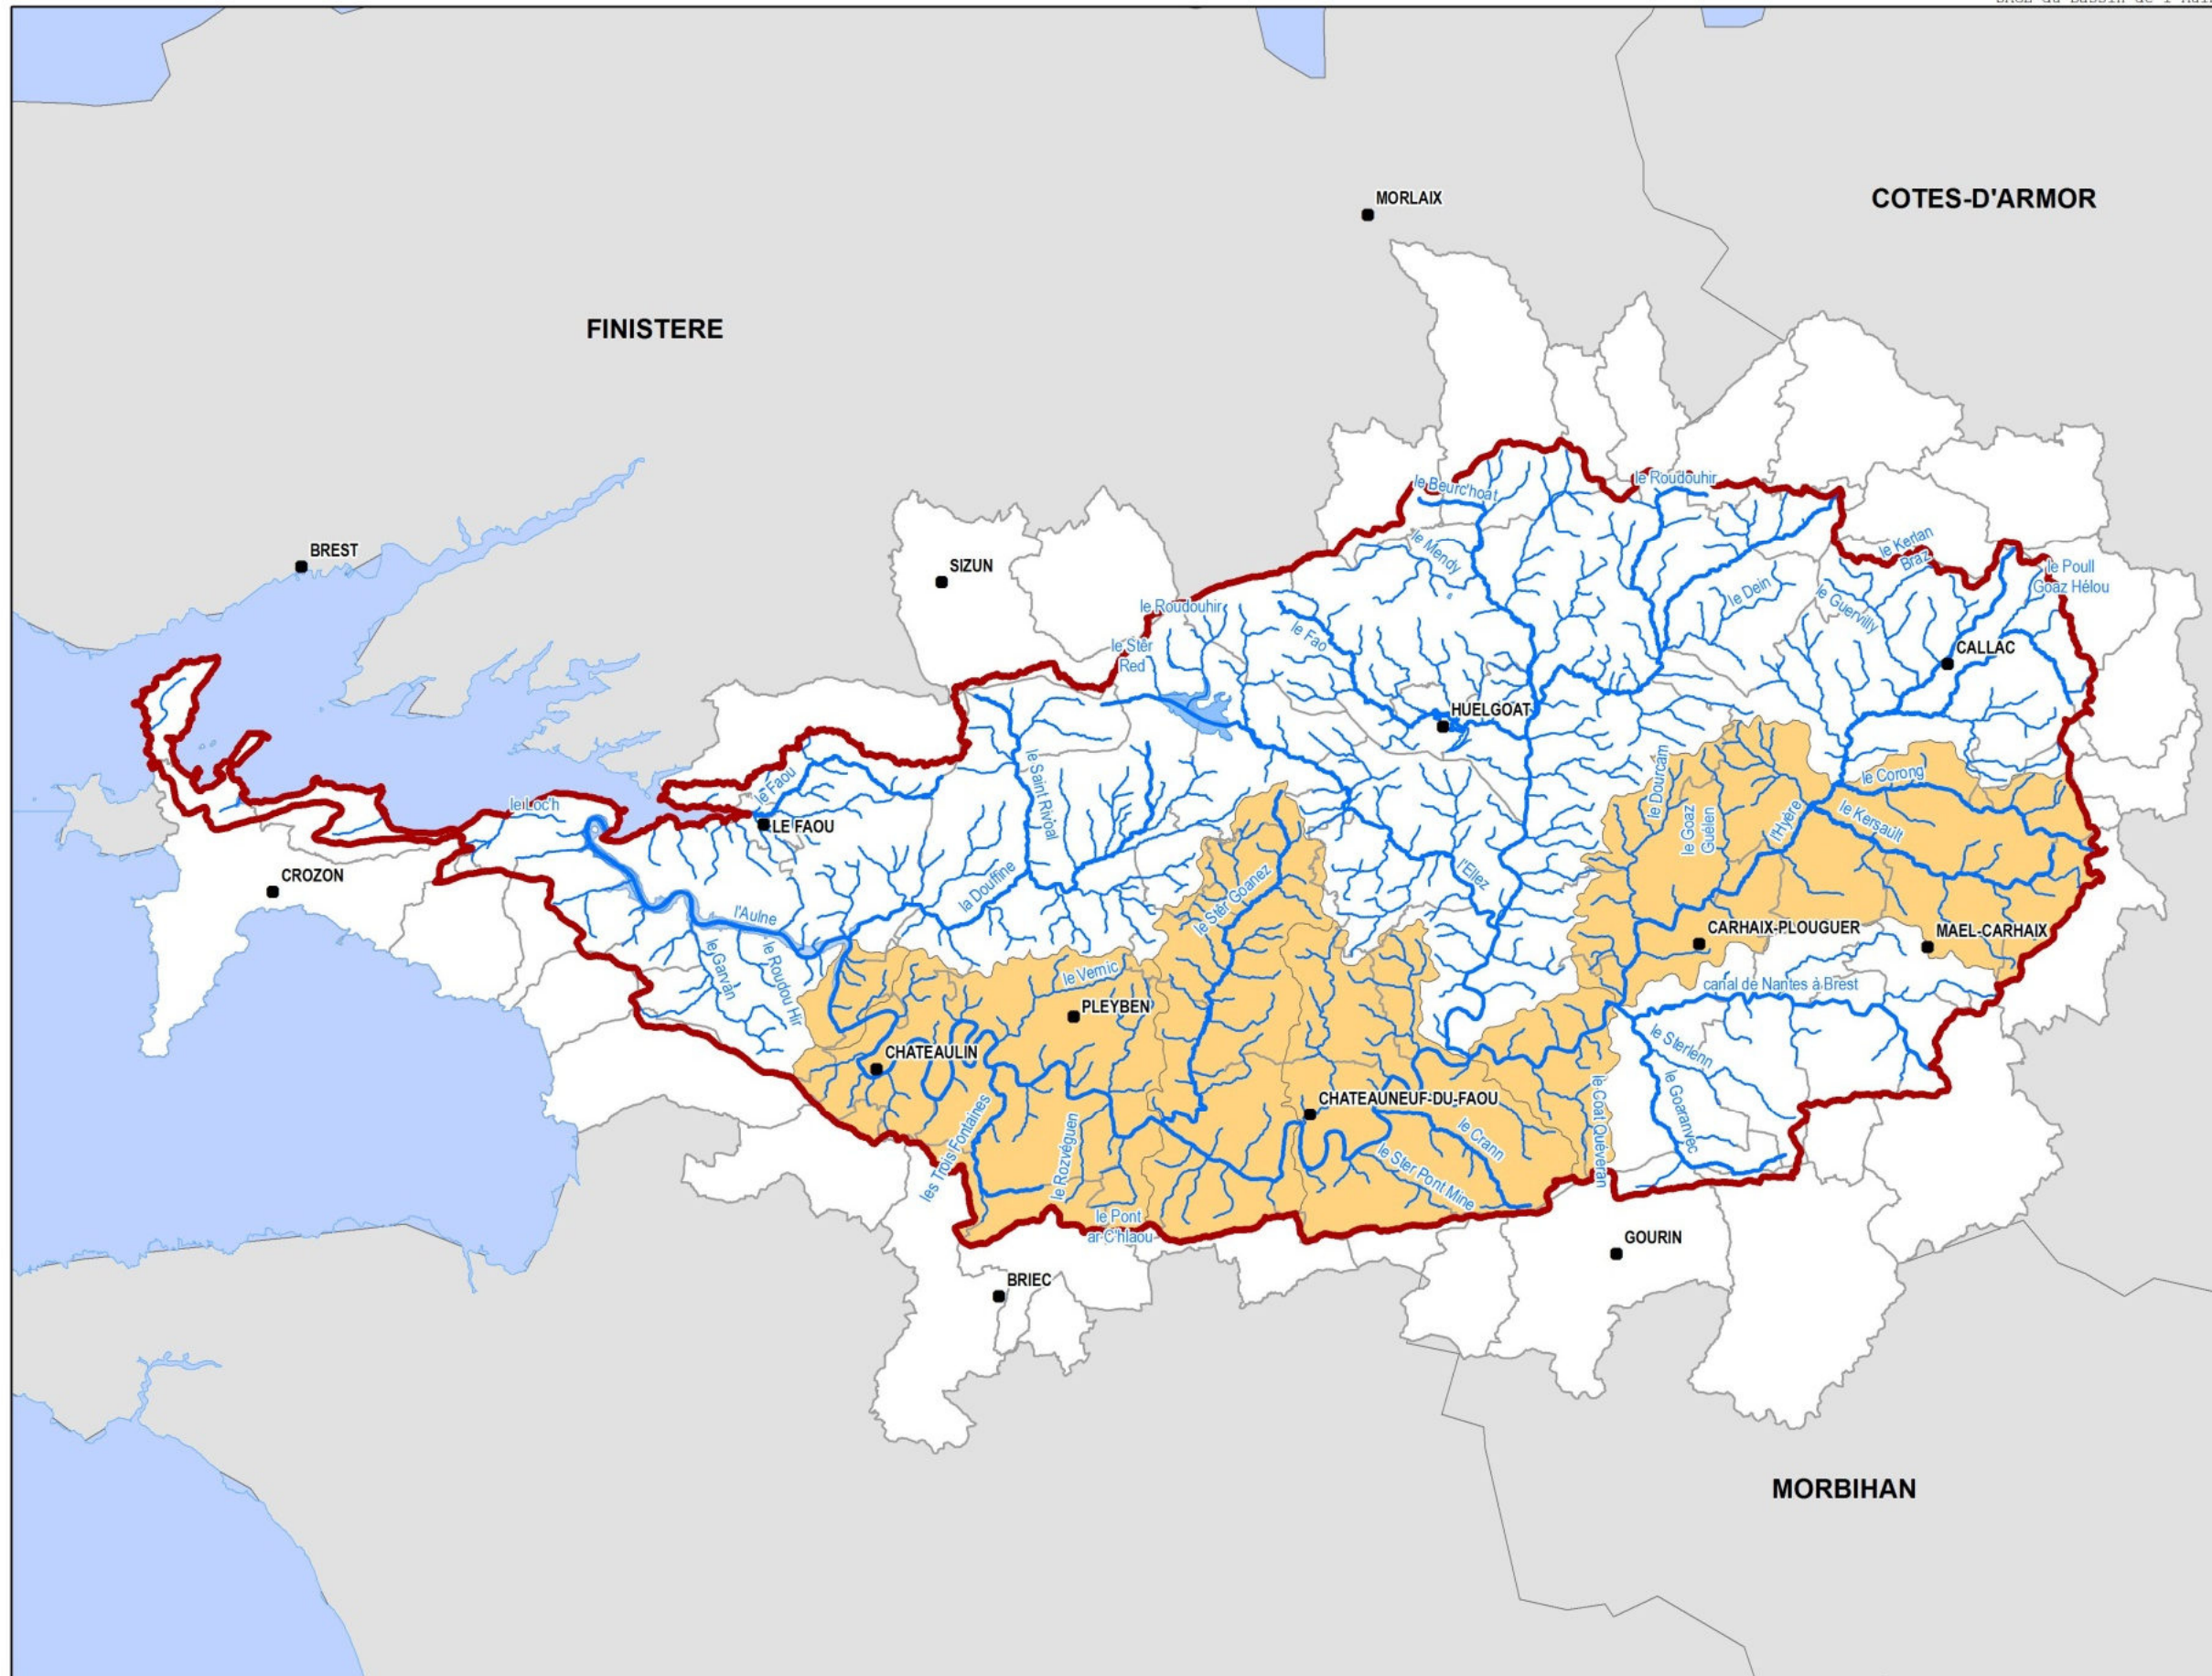 MORLAIX
COTES-D'ARMOR
FINISTERE
le Roudouhir
le Beurc'hoat
le Mendy
le Kerlan
Braz
BREST
SIZUN
le Poull
Goaz Hélou
le Dein
le Guervilly
le Roudouhir
le Fao
le Stêr
Red
CALLAC
HUELGOAT
le Saint Rivoal
le Dourcam
le Corong
le Faou
le Loc'h
LE FAOU
le Goaz
Guélen
l'Hyère
le Kersault
CROZON
la Douffine
l'Ellez
le Stêr Goanez
l'Aulne
CARHAIX-PLOUGUER
MAEL-CARHAIX
le Garvan
le Roudou Hir
le Vernic
canal de Nantes à Brest
PLEYBEN
CHATEAULIN
le Sterlenn
le Goaranvec
CHATEAUNEUF-DU-FAOU
le Coat Quévéran
les Trois Fontaines
le Rozvéguen
le Crann
le Ster Pont Mine
le Pont
ar C'hlaou
GOURIN
BRIEC
MORBIHAN